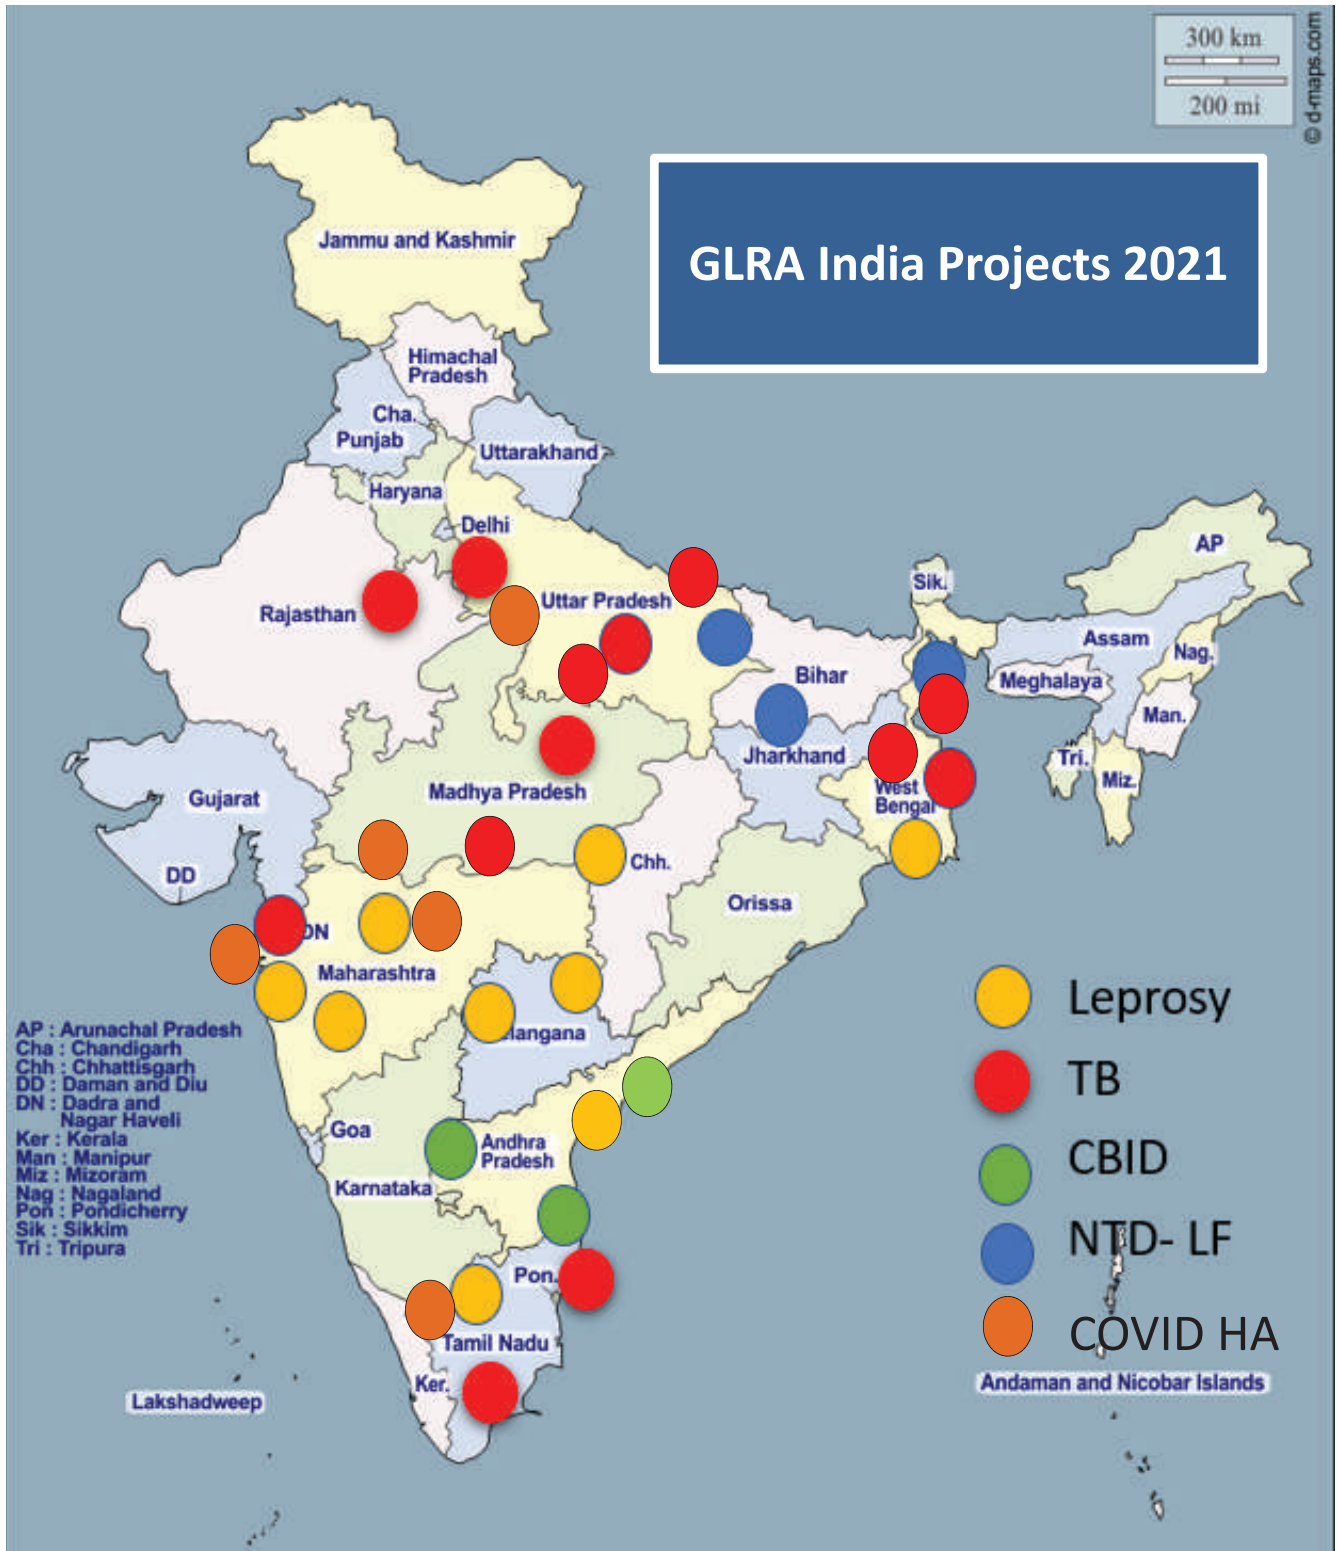 300 km
200 mi
© d-maps.com
GLRA India Projects 2021
Jammu and Kashmir
Himachal
Pradesh
Cha.
Punjab
Uttarakhand
Haryana
Delhi
Rajasthan
Uttar Pradesh
Sik.
AP
Assam
Nag.
Meghalaya
Man.
Tri.
Miz.
Bihar
Jharkhand
West
Bengal
Gujarat
Madhya Pradesh
DD
Chh.
Orissa
DN
Maharashtra
langana
Goa
Andhra
Pradesh
Karnataka
Pon.
Tamil Nadu
Ker.
Lakshadweep
AP : Arunachal Pradesh
Cha : Chandigarh
Chh : Chhattisgarh
DD : Daman and Diu
DN : Dadra and
Nagar Haveli
Ker : Kerala
Man : Manipur
Miz : Mizoram
Nag : Nagaland
Pon : Pondicherry
Sik : Sikkim
Tri : Tripura
Leprosy
TB
CBID
NTD- LF
COVID HA
Andaman and Nicobar Islands